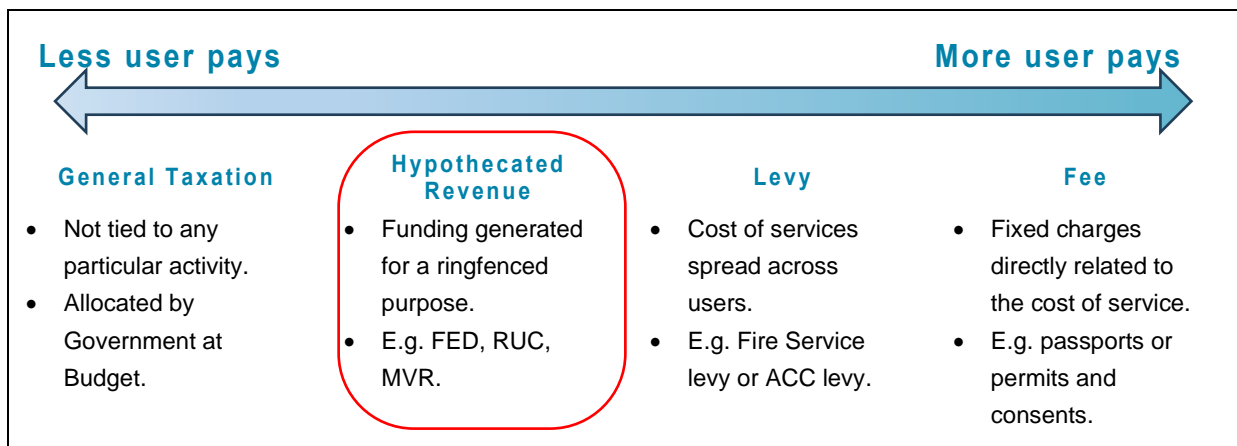 Less user pays
More user pays
General Taxation
• Not tied to any
particular activity.
• Allocated by
Government at
Budget.
Hypothecated
Revenue
• Funding generated
for a ringfenced
purpose.
• E.g. FED, RUC,
MVR.
Levy
• Cost of services
spread across
users.
• E.g. Fire Service
levy or ACC levy.
Fee
• Fixed charges
directly related to
the cost of service.
• E.g. passports or
permits and
consents.